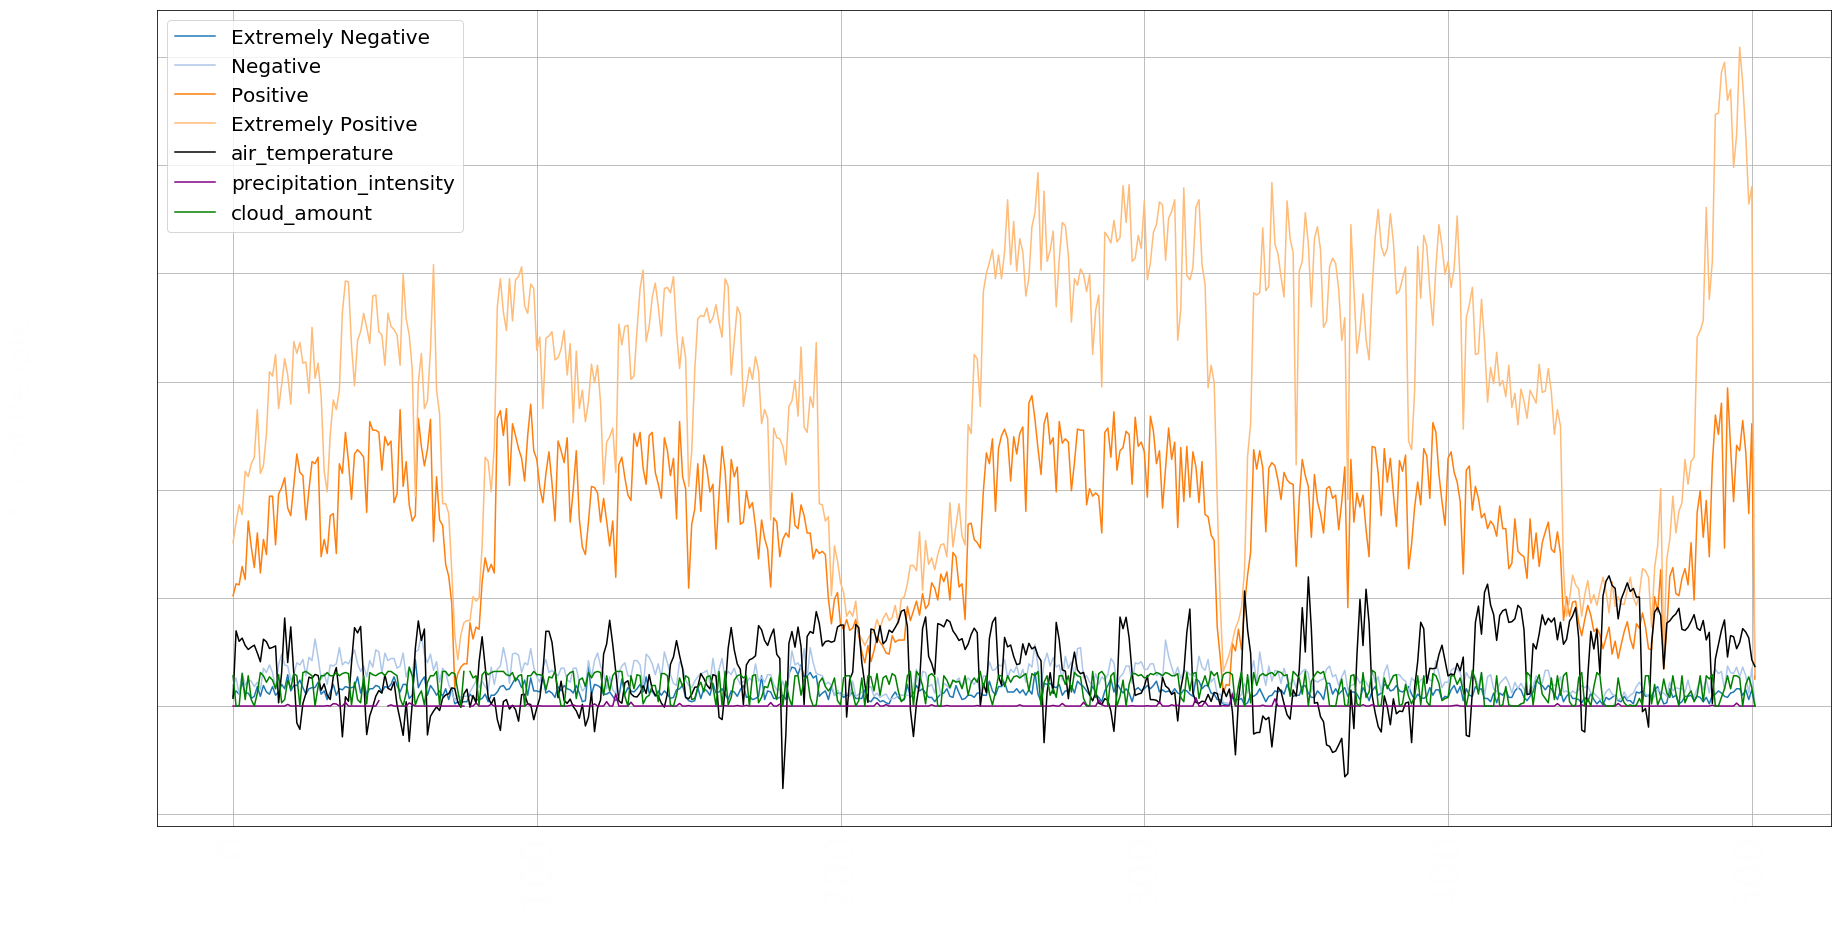 Extremely Negative
Negative
Positive
Extremely Positive
air_temperature
precipitation_intensity
cloud_amount